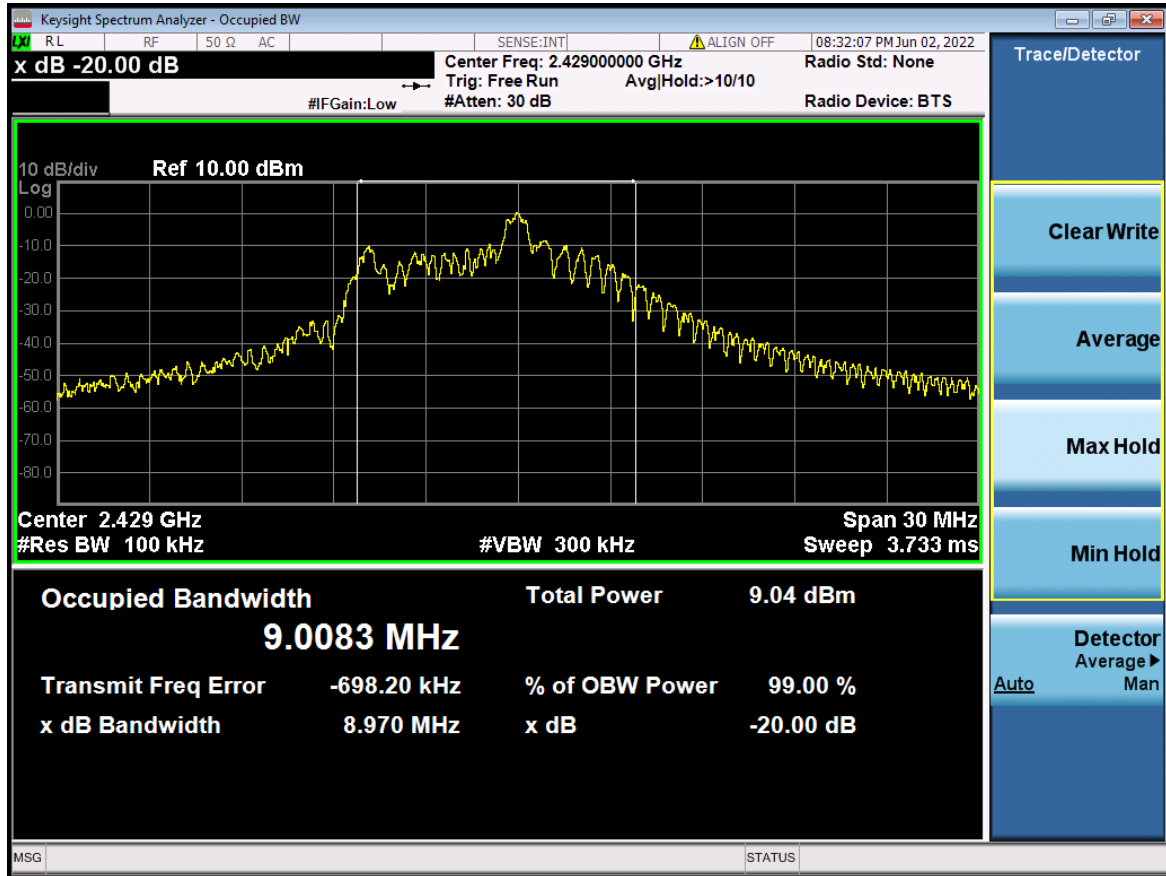 Keysight Spectrum Analyzer - Occupied BW
LXI RL RF 50 Ω AC SENSE:INT ALIGN OFF 08:32:07 PM Jun 02, 2022
x dB -20.00 dB
Center Freq: 2.429000000 GHz
Radio Std: None
Trig: Free Run Avg|Hold:>10/10
#IFGain:Low #Atten: 30 dB Radio Device: BTS
10 dB/div Ref 10.00 dBm
Log
0.00
-10.0
-20.0
-30.0
-40.0
-50.0
-60.0
-70.0
-80.0
Center 2.429 GHz Span 30 MHz
#Res BW 100 kHz #VBW 300 kHz Sweep 3.733 ms
Occupied Bandwidth Total Power 9.04 dBm
9.0083 MHz
Transmit Freq Error -698.20 kHz % of OBW Power 99.00 %
x dB Bandwidth 8.970 MHz x dB -20.00 dB
MSG STATUS
Trace/Detector
Clear Write
Average
Max Hold
Min Hold
Detector
Average
Auto Man